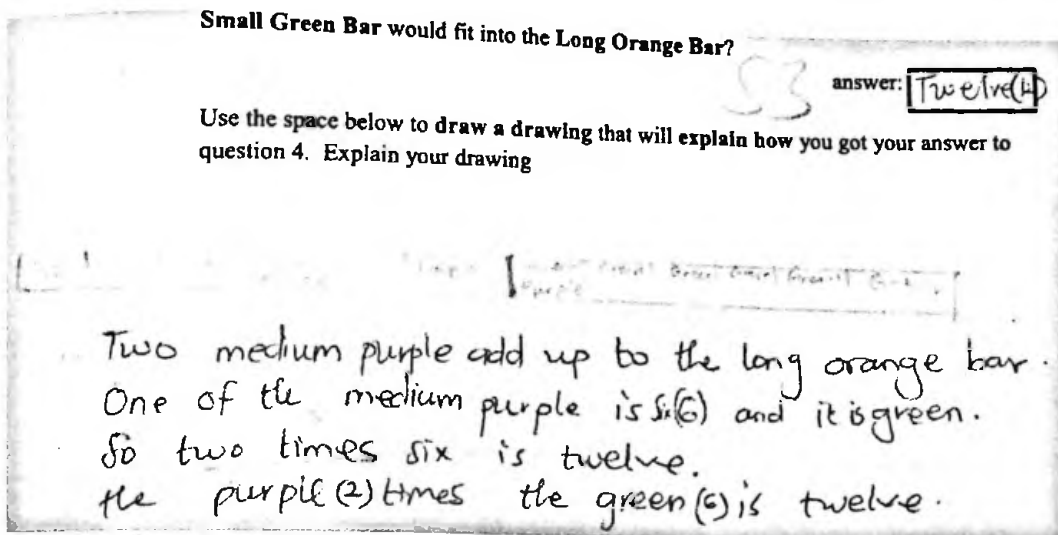 Small Green Bar would fit into the Long Orange Bar?
53
answer: Twelve
Use the space below to draw a drawing that will explain how you got your answer to
question 4. Explain your drawing
Purple
Two medium purple add up to the long orange bar.
One of the medium purple is Si(6) and it is green.
So two times six is twelve.
the purple (2) times the green (6) is twelve.